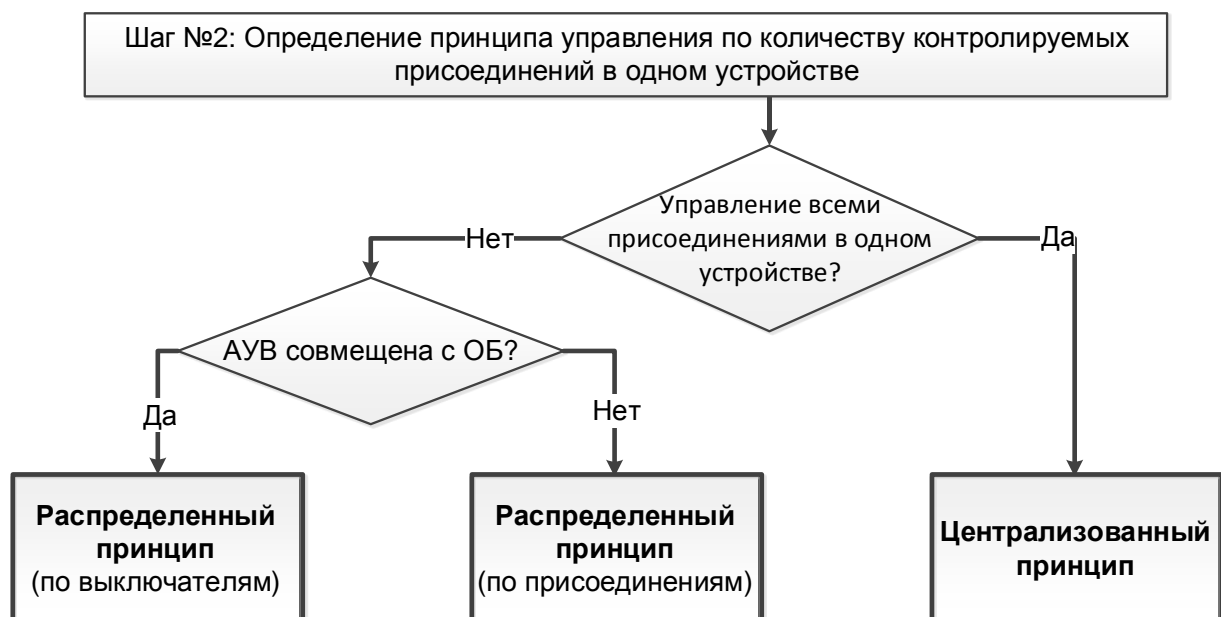 Шаг №2: Определение принципа управления по количеству контролируемых
присоединений в одном устройстве
Управление всеми
присоединениями в одном
устройстве?
Нет
Да
АУВ совмещена с ОБ?
Да
Нет
Распределенный
принцип
(по выключателям)
Распределенный
принцип
(по присоединениям)
Централизованный
принцип